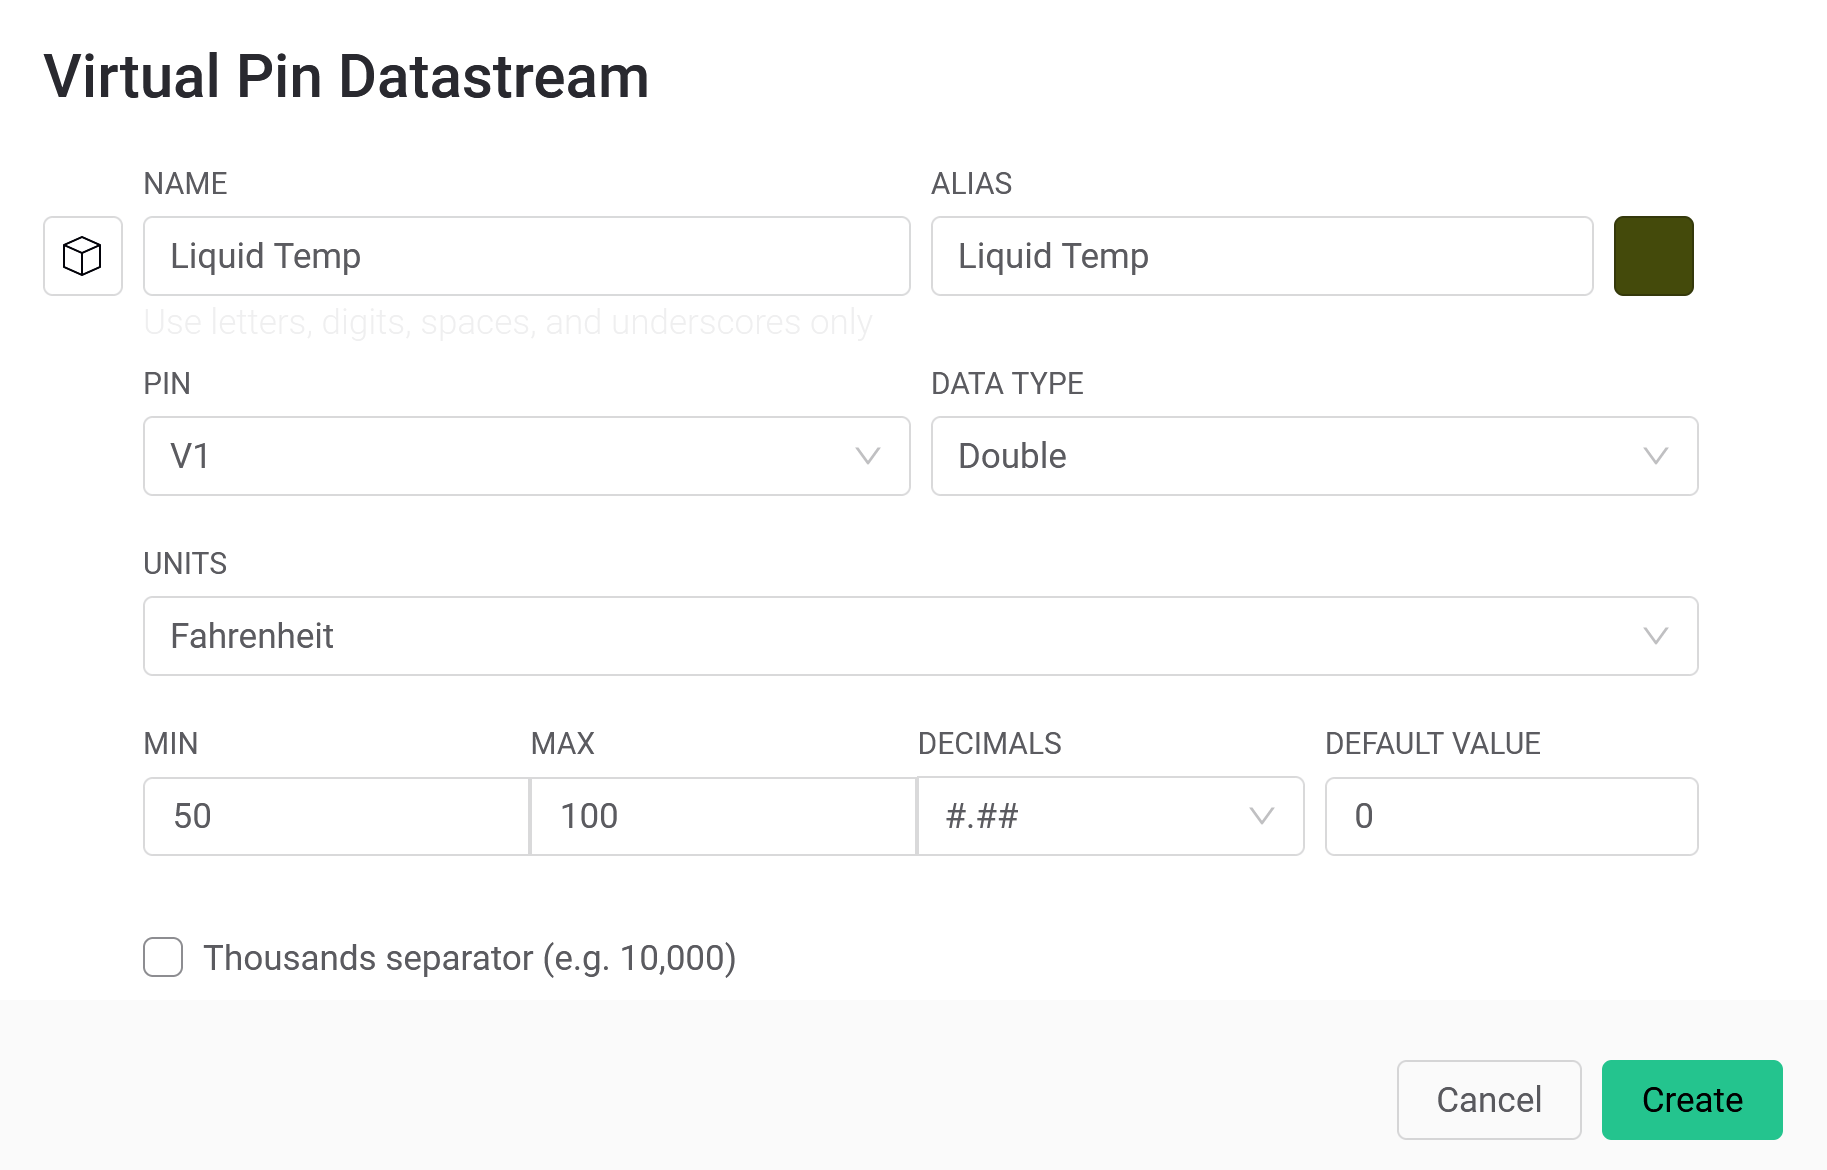 Virtual Pin Datastream
NAME
ALIAS
Liquid Temp
Liquid Temp
Use letters, digits, spaces, and underscores only
PIN
DATA TYPE
V1
Double
UNITS
Fahrenheit
MIN
MAX
DECIMALS
DEFAULT VALUE
50
100
#.##
0
Thousands separator (e.g. 10,000)
Cancel
Create